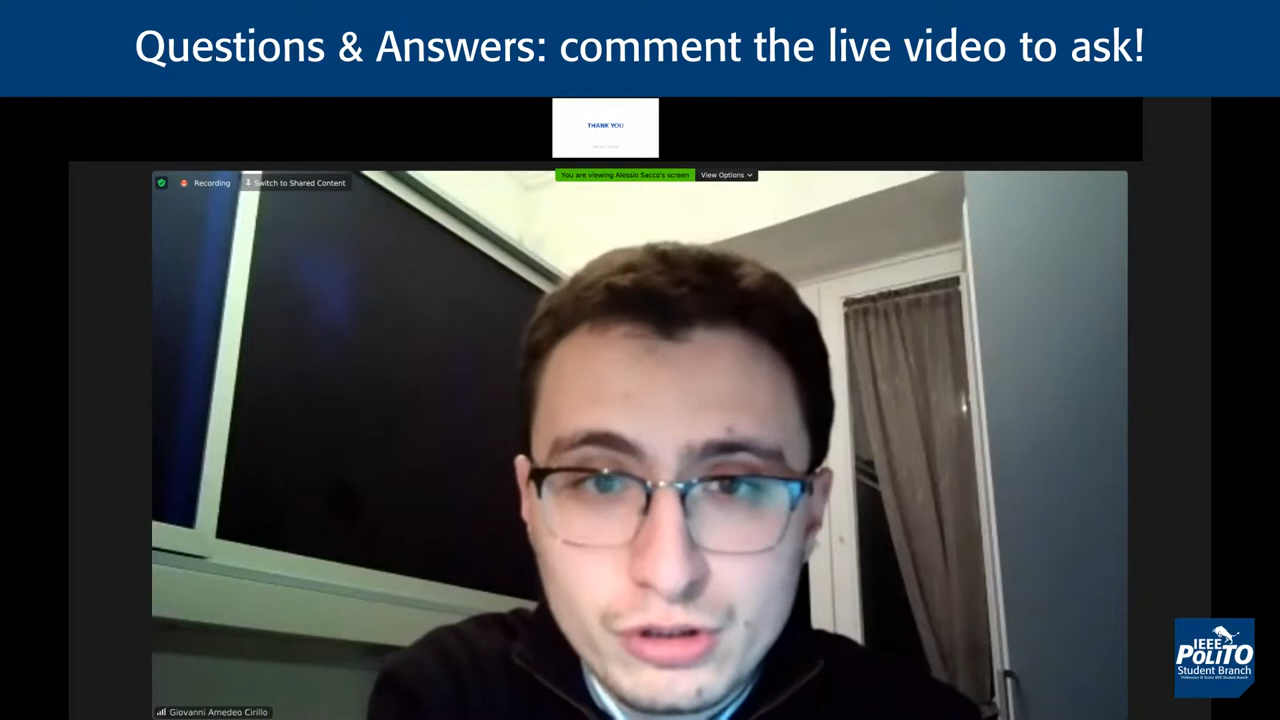 Questions & Answers: comment the live video to ask!
THANK YOU
Recording
Switch to Shared Content
You are viewing Alessio Sacco's screen
View Options
IEEE
POLITO
Student Branch
Giovanni Amedeo Cirillo